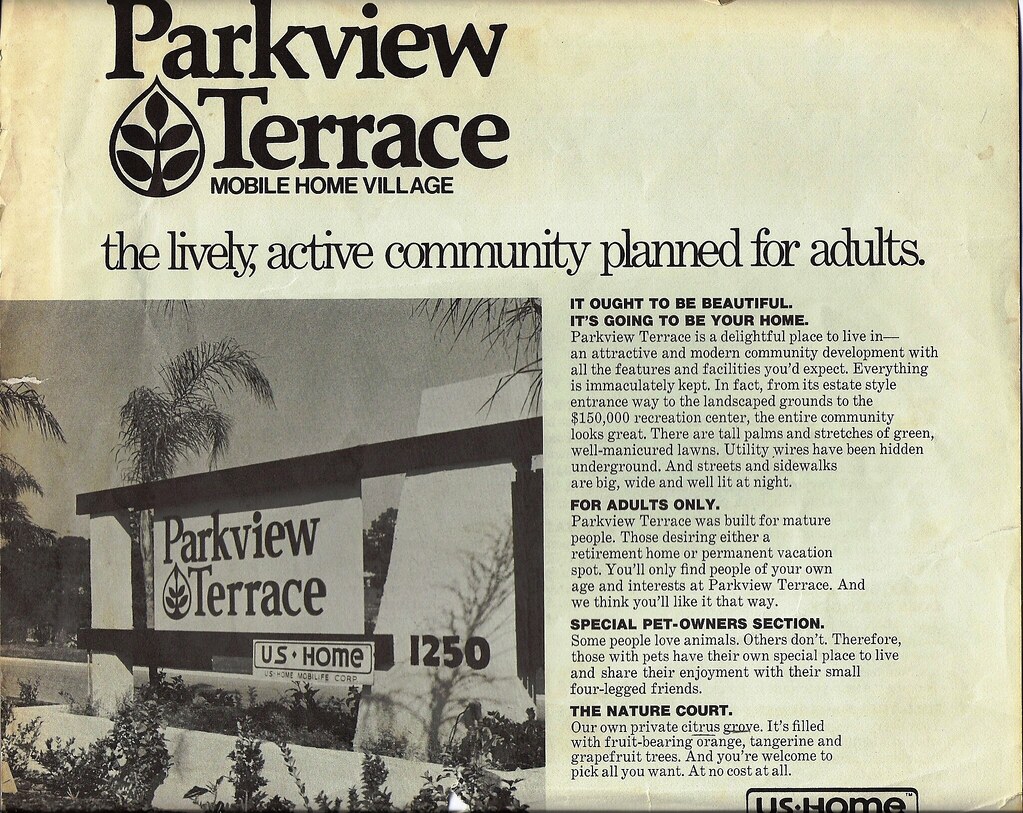 Parkview
Terrace
MOBILE HOME VILLAGE
the lively, active community planned for adults.
Parkview
Terrace
U.S. Home
U.S. HOME MOBILIFE CORP.
1250
IT OUGHT TO BE BEAUTIFUL.
IT'S GOING TO BE YOUR HOME.
Parkview Terrace is a delightful place to live in—
an attractive and modern community development with
all the features and facilities you'd expect. Everything
is immaculately kept. In fact, from its estate style
entrance way to the landscaped grounds to the
$150,000 recreation center, the entire community
looks great. There are tall palms and stretches of green,
well-manicured lawns. Utility wires have been hidden
underground. And streets and sidewalks
are big, wide and well lit at night.
FOR ADULTS ONLY.
Parkview Terrace was built for mature
people. Those desiring either a
retirement home or permanent vacation
spot. You'll only find people of your own
age and interests at Parkview Terrace. And
we think you'll like it that way.
SPECIAL PET-OWNERS SECTION.
Some people love animals. Others don't. Therefore,
those with pets have their own special place to live
and share their enjoyment with their small
four-legged friends.
THE NATURE COURT.
Our own private citrus grove. It's filled
with fruit-bearing orange, tangerine and
grapefruit trees. And you're welcome to
pick all you want. At no cost at all.
U.S. Home™